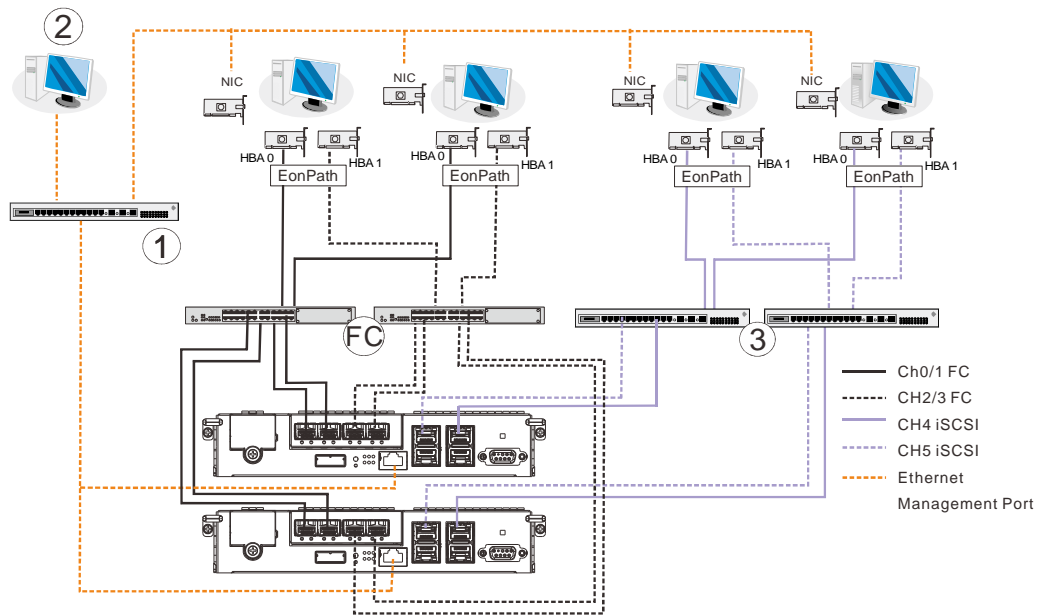 2
NIC
NIC
NIC
NIC
HBA 0
HBA 1
HBA 0
HBA 1
HBA 0
HBA 1
HBA 0
HBA 1
EonPath
EonPath
EonPath
EonPath
1
FC
3
Ch0/1 FC
CH2/3 FC
CH4 iSCSI
CH5 iSCSI
Ethernet
Management Port